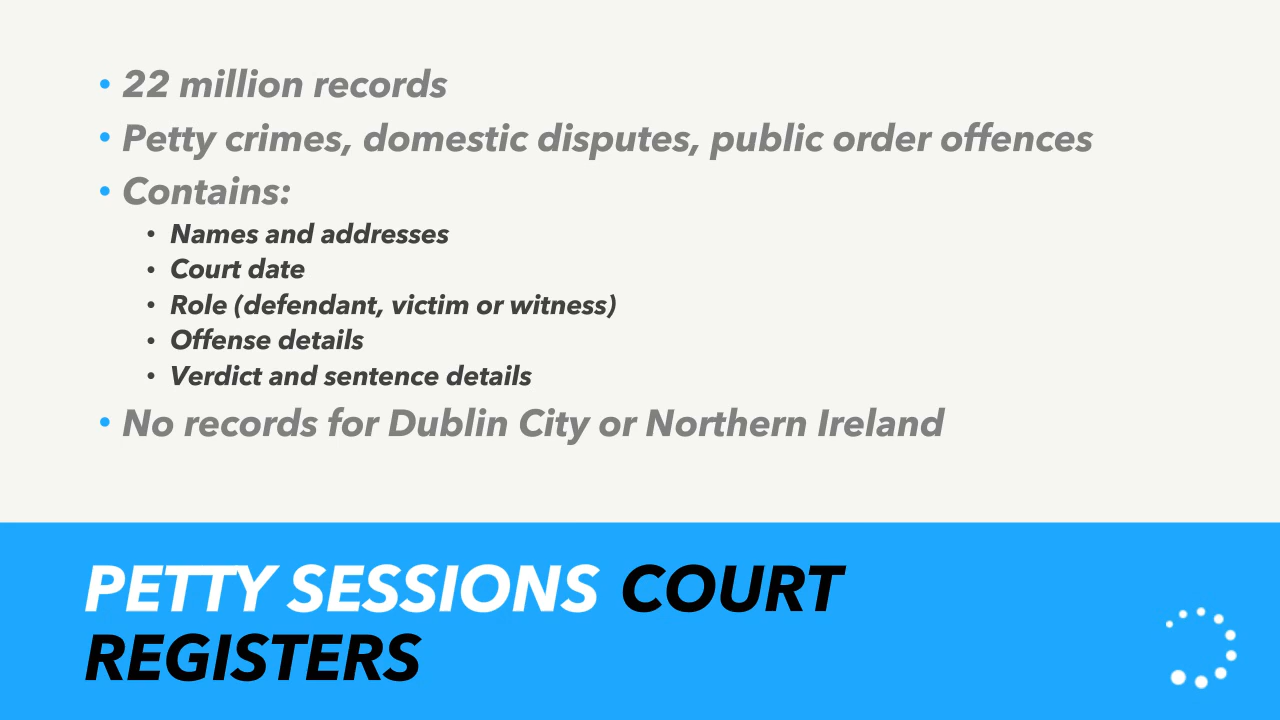 • 22 million records
• Petty crimes, domestic disputes, public order offences
• Contains:
• Names and addresses
• Court date
• Role (defendant, victim or witness)
• Offense details
• Verdict and sentence details
• No records for Dublin City or Northern Ireland
PETTY SESSIONS COURT
REGISTERS